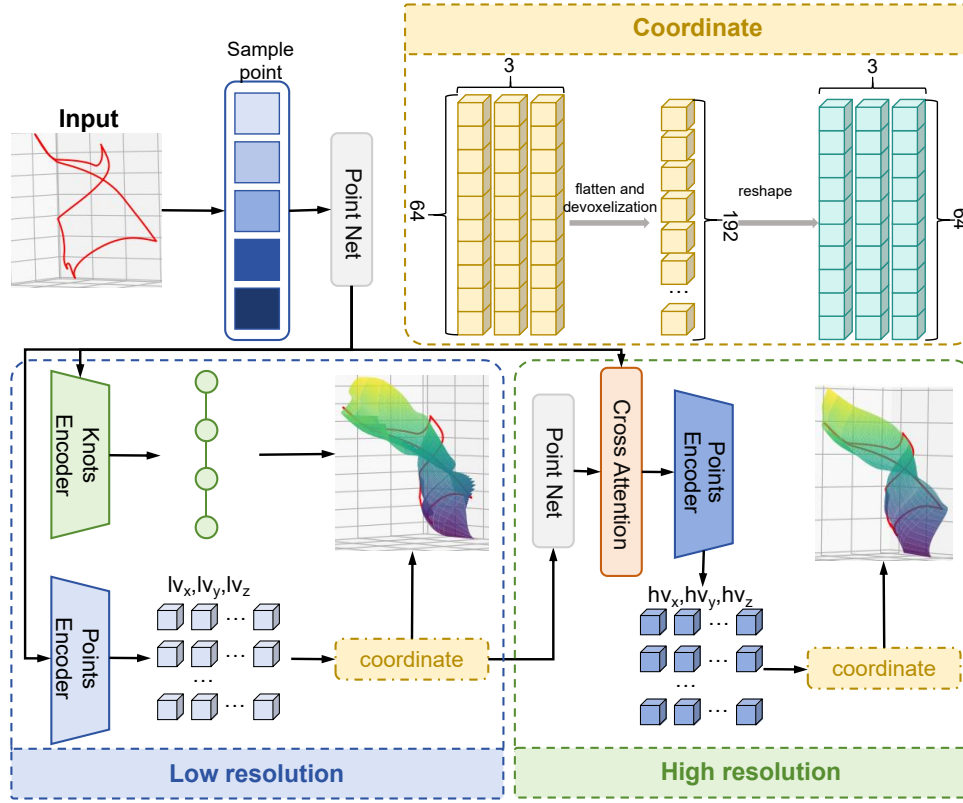 Coordinate
Sample
point
3
3
Input
Point Net
64
flatten and
devoxelization
192
reshape
64
...
Knots
Encoder
Point Net
Cross Attention
Points
Encoder
Points
Encoder
lvx,lvy,lvz
...
...
...
...
coordinate
hvx,hvy,hvz
...
...
...
...
coordinate
Low resolution
High resolution